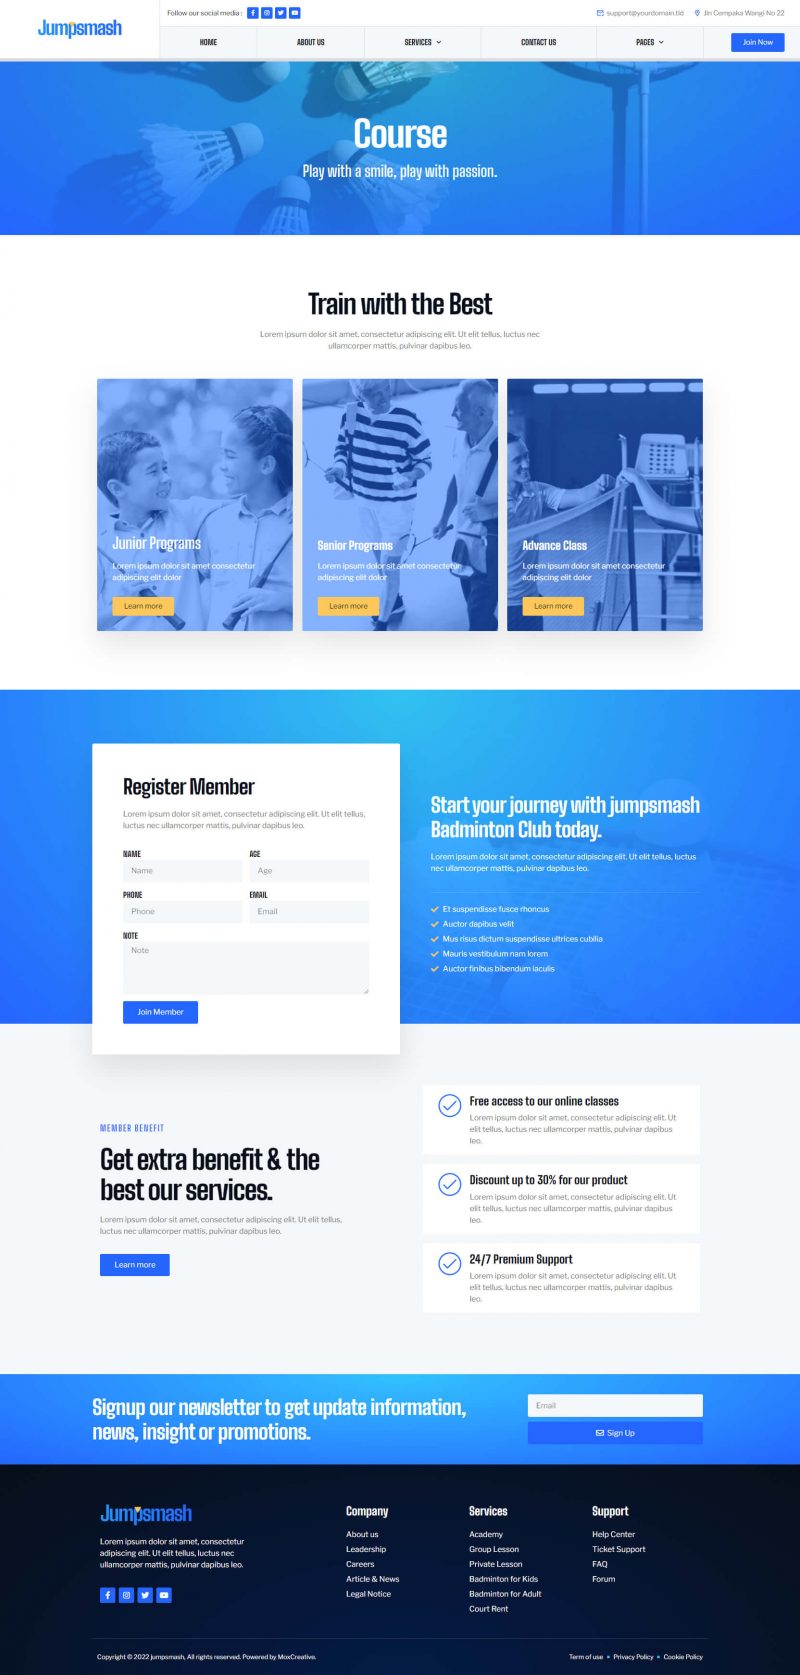 Jumpsmash
Follow our social media :
support@yourdomain.tld
Jln Cempaka Wangi No 22
HOME
ABOUT US
SERVICES
CONTACT US
PAGES
Join Now
Course
Play with a smile, play with passion.
Train with the Best
Lorem ipsum dolor sit amet, consectetur adipiscing elit. Ut elit tellus, luctus nec
ullamcorper mattis, pulvinar dapibus leo.
Junior Programs
Lorem ipsum dolor sit amet consectetur
adipiscing elit dolor
Learn more
Senior Programs
Lorem ipsum dolor sit amet consectetur
adipiscing elit dolor
Learn more
Advance Class
Lorem ipsum dolor sit amet consectetur
adipiscing elit dolor
Learn more
Register Member
Lorem ipsum dolor sit amet, consectetur adipiscing elit. Ut elit tellus,
luctus nec ullamcorper mattis, pulvinar dapibus leo.
NAME
AGE
Name
Age
PHONE
EMAIL
Phone
Email
NOTE
Note
Join Member
Start your journey with jumpsmash
Badminton Club today.
Lorem ipsum dolor sit amet, consectetur adipiscing elit. Ut elit tellus, luctus
nec ullamcorper mattis, pulvinar dapibus leo.
Et suspendisse fusce rhoncus
Auctor dapibus velit
Mus risus dictum suspendisse ultrices cubilia
Mauris vestibulum nam lorem
Auctor finibus bibendum iaculis
MEMBER BENEFIT
Get extra benefit & the
best our services.
Lorem ipsum dolor sit amet, consectetur adipiscing elit. Ut elit tellus,
luctus nec ullamcorper mattis, pulvinar dapibus leo.
Learn more
Free access to our online classes
Lorem ipsum dolor sit amet, consectetur adipiscing elit. Ut
elit tellus, luctus nec ullamcorper mattis, pulvinar dapibus
leo.
Discount up to 30% for our product
Lorem ipsum dolor sit amet, consectetur adipiscing elit. Ut
elit tellus, luctus nec ullamcorper mattis, pulvinar dapibus
leo.
24/7 Premium Support
Lorem ipsum dolor sit amet, consectetur adipiscing elit. Ut
elit tellus, luctus nec ullamcorper mattis, pulvinar dapibus
leo.
Signup our newsletter to get update information,
news, insight or promotions.
Email
Sign Up
Jumpsmash
Lorem ipsum dolor sit amet, consectetur
adipiscing elit. Ut elit tellus, luctus nec
ullamcorper mattis, pulvinar dapibus leo.
Company
About us
Leadership
Careers
Article & News
Legal Notice
Services
Academy
Group Lesson
Private Lesson
Badminton for Kids
Badminton for Adult
Court Rent
Support
Help Center
Ticket Support
FAQ
Forum
Copyright © 2022 jumpsmash, All rights reserved. Powered by MoxCreative.
Term of use
Privacy Policy
Cookie Policy